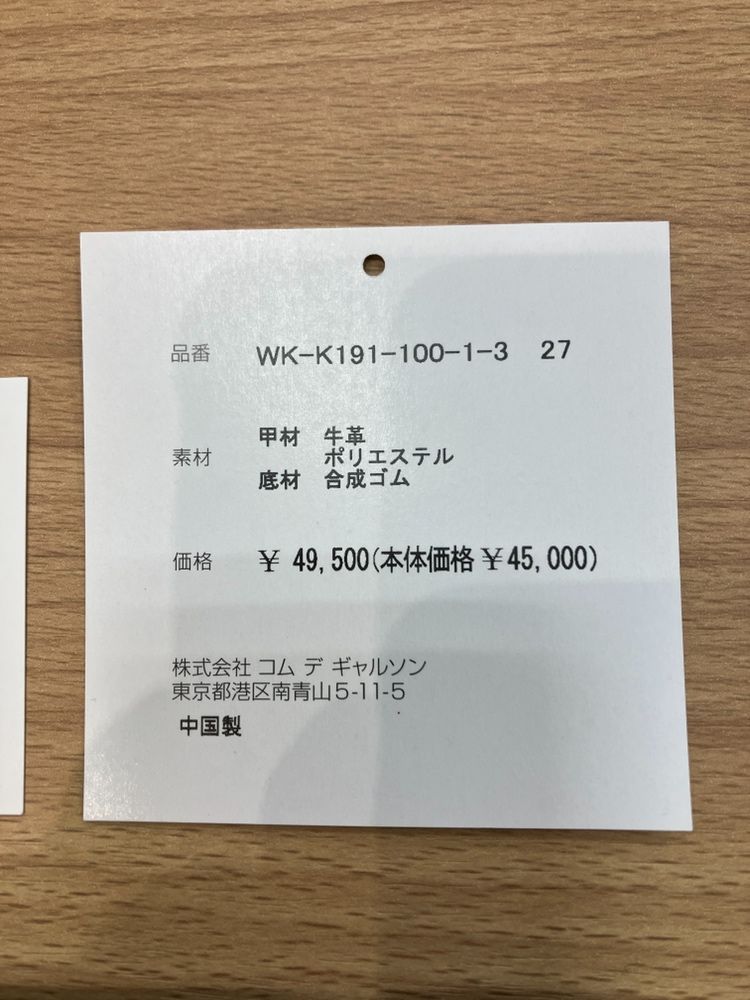 品番 WK-K191-100-1-3 27
甲材 牛革
素材 ポリエステル
底材 合成ゴム
価格 ¥ 49,500(本体価格¥45,000)
株式会社 コム デ ギャルソン
東京都港区南青山5-11-5
中国製